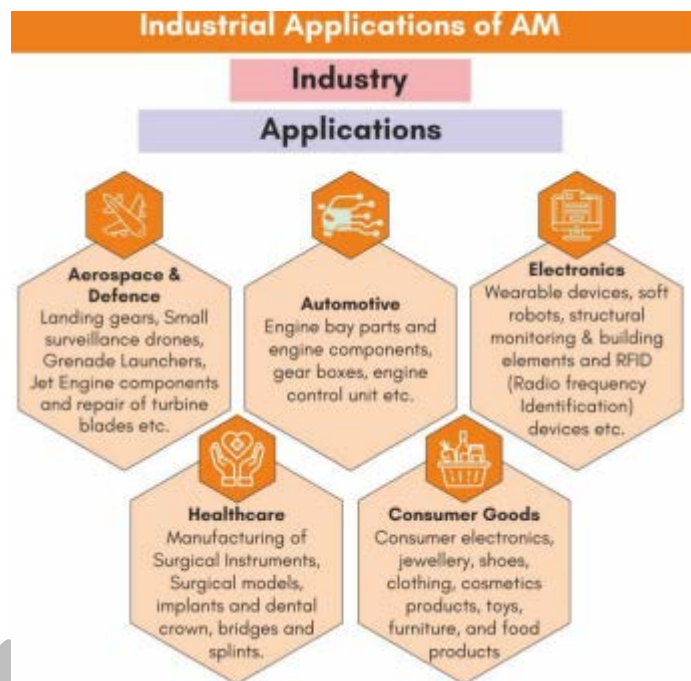 Industrial Applications of AM
Industry
Applications
Aerospace &
Defence
Landing gears, Small
surveillance drones,
Grenade Launchers,
Jet Engine components
and repair of turbine
blades etc.
Automotive
Engine bay parts and
engine components,
gear boxes, engine
control unit etc.
Electronics
Wearable devices, soft
robots, structural
monitoring & building
elements and RFID
(Radio frequency
Identification)
devices etc.
Healthcare
Manufacturing of
Surgical Instruments,
Surgical models,
implants and dental
crown, bridges and
splints.
Consumer Goods
Consumer electronics,
jewellery, shoes,
clothing, cosmetics
products, toys,
furniture, and food
products